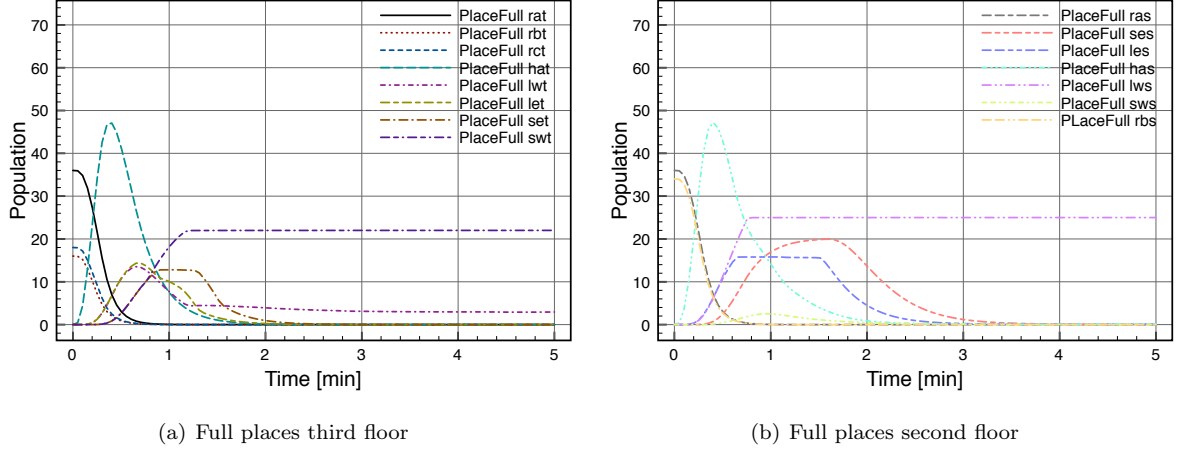 70
60
50
40
30
20
10
0
Population
PlaceFull rat
PlaceFull rbt
PlaceFull rct
PlaceFull hat
PlaceFull lwt
PlaceFull let
PlaceFull set
PlaceFull swt
0 1 2 3 4 5
Time [min]
(a) Full places third floor
70
60
50
40
30
20
10
0
Population
PlaceFull ras
PlaceFull ses
PlaceFull les
PlaceFull has
PlaceFull lws
PlaceFull sws
PLaceFull rbs
0 1 2 3 4 5
Time [min]
(b) Full places second floor